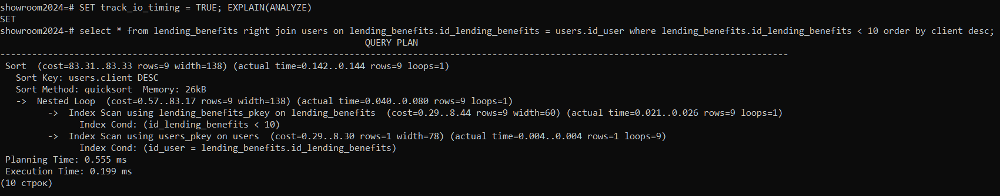 showroom2024=# SET track_io_timing = TRUE; EXPLAIN(ANALYZE)
SET
showroom2024-# select * from lending_benefits right join users on lending_benefits.id_lending_benefits = users.id_user where lending_benefits.id_lending_benefits < 10 order by client desc;
QUERY PLAN
------------------------------------------------------------------------------------------------------------------------------------------------------
Sort  (cost=83.31..83.33 rows=9 width=138) (actual time=0.142..0.144 rows=9 loops=1)
Sort Key: users.client DESC
Sort Method: quicksort  Memory: 26kB
->  Nested Loop  (cost=0.57..83.17 rows=9 width=138) (actual time=0.040..0.080 rows=9 loops=1)
->  Index Scan using lending_benefits_pkey on lending_benefits  (cost=0.29..8.44 rows=9 width=60) (actual time=0.021..0.026 rows=9 loops=1)
Index Cond: (id_lending_benefits < 10)
->  Index Scan using users_pkey on users  (cost=0.29..8.30 rows=1 width=78) (actual time=0.004..0.004 rows=1 loops=9)
Index Cond: (id_user = lending_benefits.id_lending_benefits)
Planning Time: 0.555 ms
Execution Time: 0.199 ms
(10 строк)